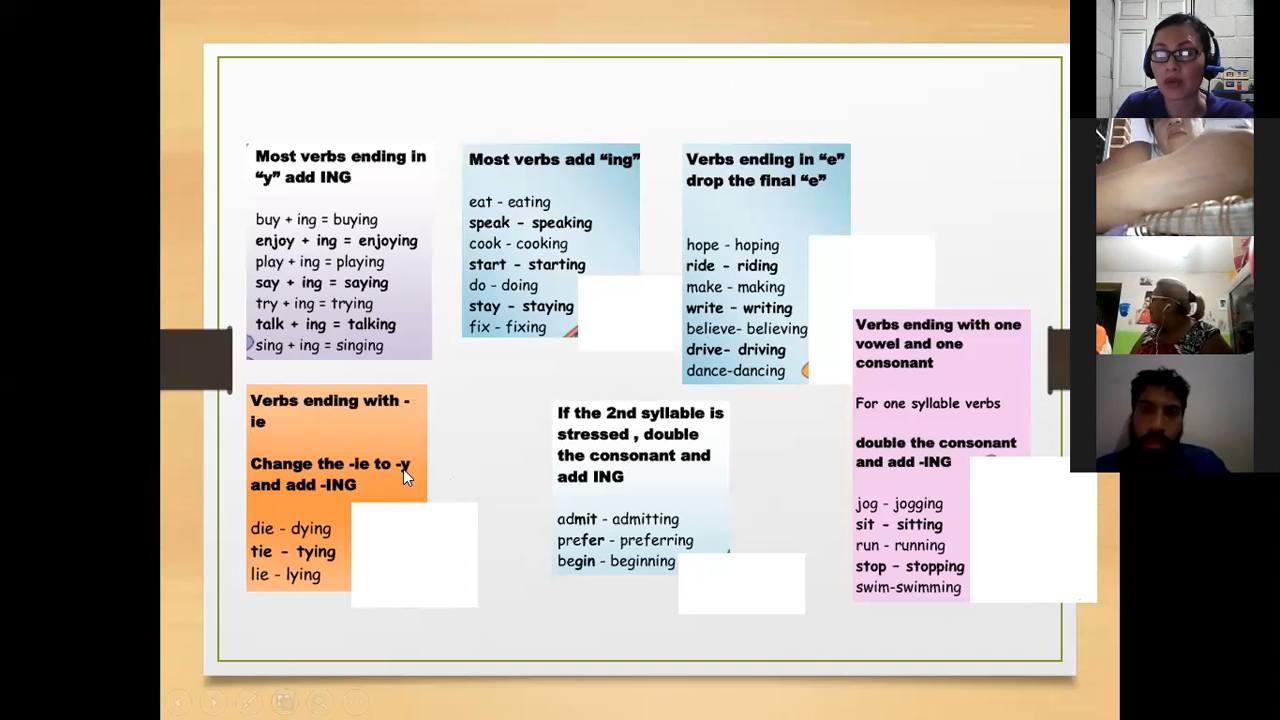 Most verbs ending in
“y” add ING
buy + ing = buying
enjoy + ing = enjoying
play + ing = playing
say + ing = saying
try + ing = trying
talk + ing = talking
sing + ing = singing
Most verbs add “ing”
eat - eating
speak - speaking
cook - cooking
start - starting
do - doing
stay - staying
fix - fixing
Verbs ending in “e”
drop the final “e”
hope - hoping
ride - riding
make - making
write - writing
believe- believing
drive- driving
dance-dancing
Verbs ending with -
ie
Change the -ie to -y
and add -ING
die - dying
tie - tying
lie - lying
If the 2nd syllable is
stressed , double
the consonant and
add ING
admit - admitting
prefer - preferring
begin - beginning
Verbs ending with one
vowel and one
consonant
For one syllable verbs
double the consonant
and add -ING
jog - jogging
sit - sitting
run - running
stop - stopping
swim-swimming